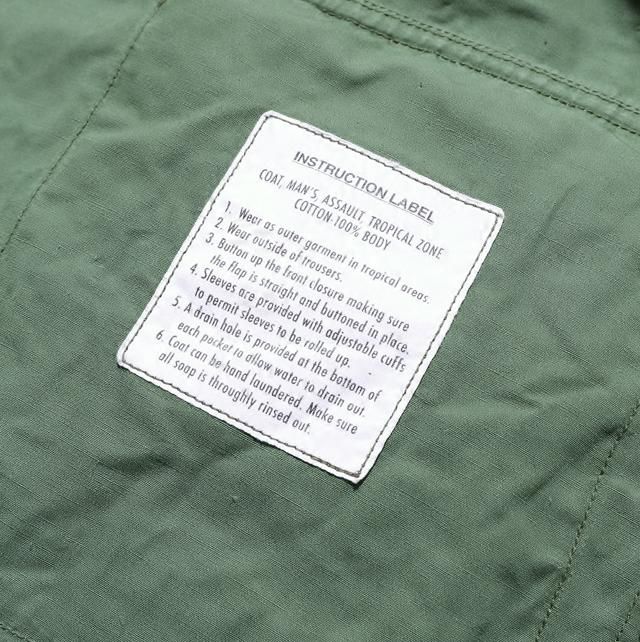 INSTRUCTION LABEL
COAT, MAN'S, ASSAULT, TROPICAL ZONE
COTTON-100% BODY
1. Wear as outer garment in tropical areas.
2. Wear outside of trousers.
3. Button up the front closure making sure
the flap is straight and buttoned in place.
4. Sleeves are provided with adjustable cuffs
to permit sleeves to be rolled up.
5. A drain hole is provided at the bottom of
each pocket to allow water to drain out.
6. Coat can be hand laundered. Make sure
all soap is throughly rinsed out.